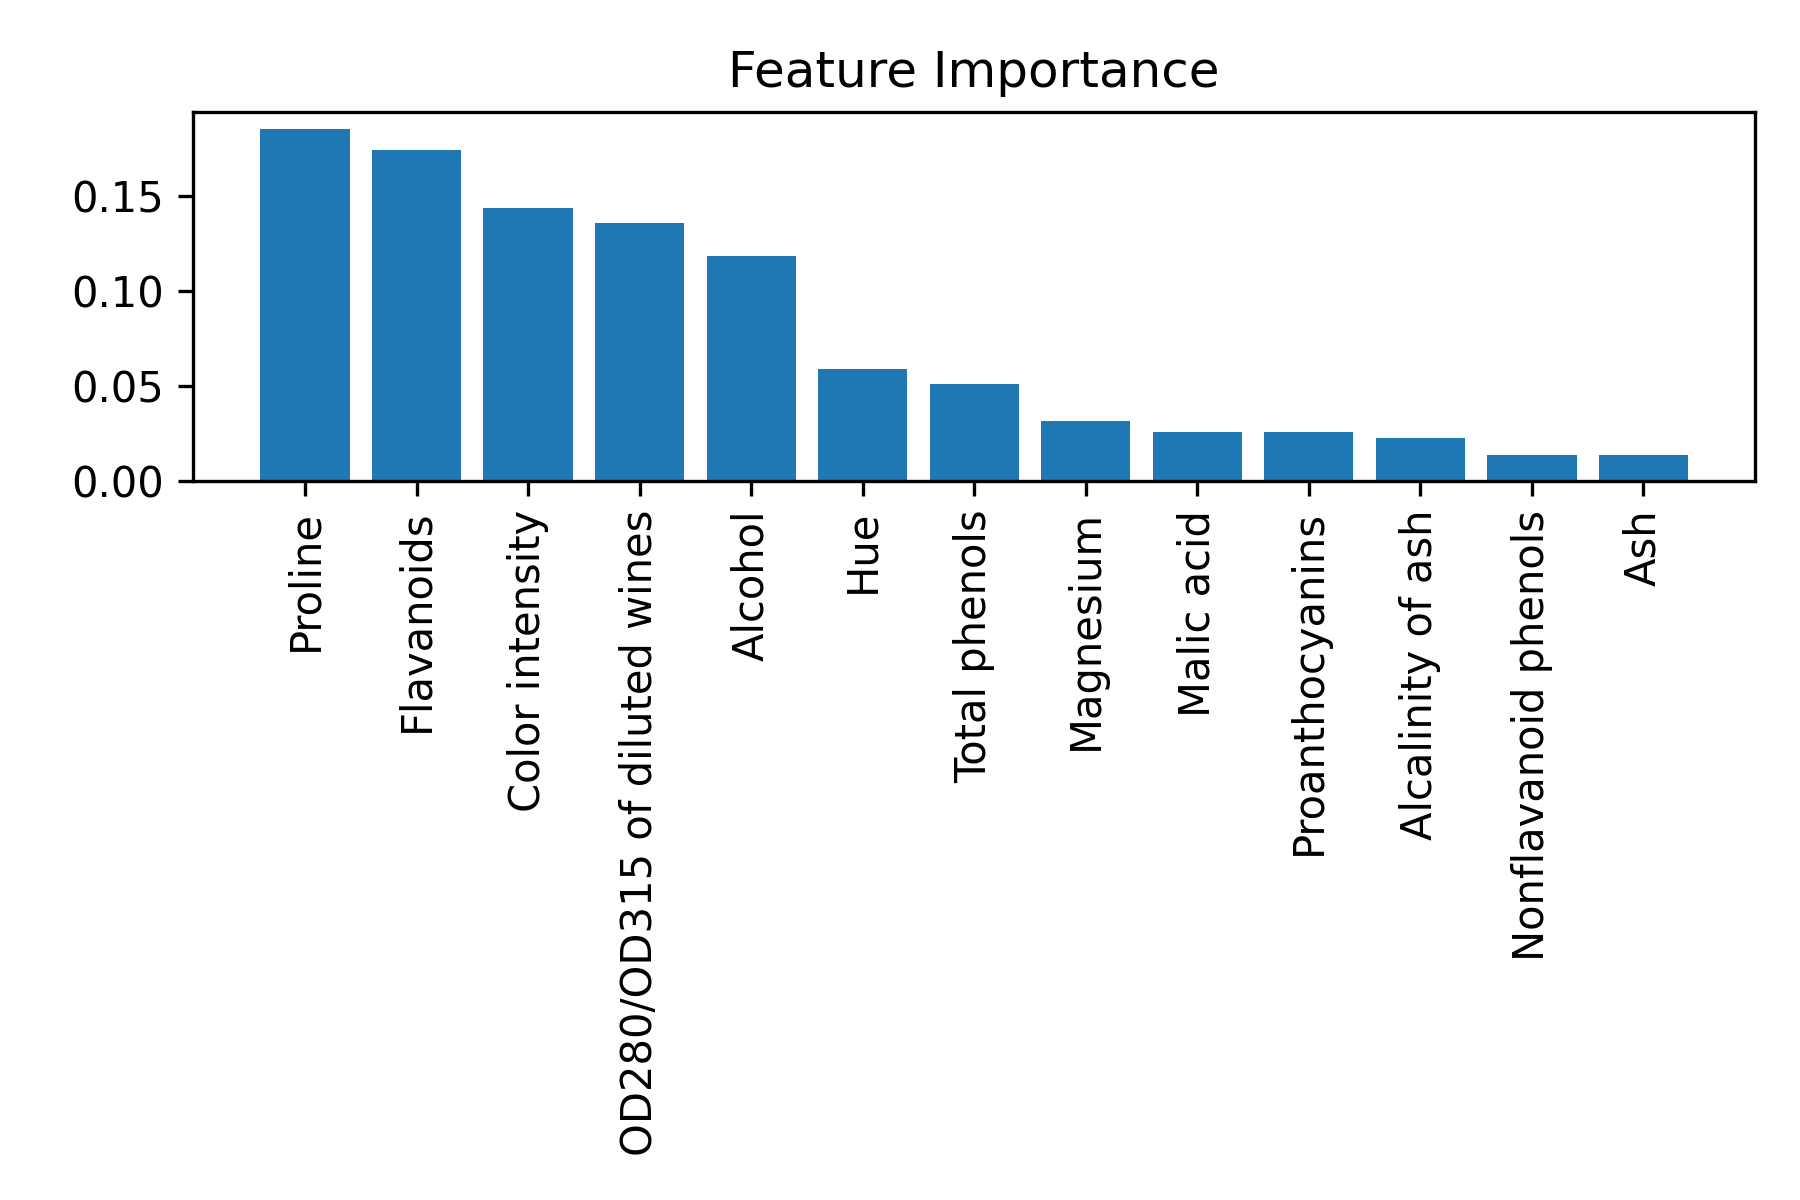 Feature Importance
0.15
0.10
0.05
0.00
Proline
Flavanoids
Color intensity
OD280/OD315 of diluted wines
Alcohol
Hue
Total phenols
Magnesium
Malic acid
Proanthocyanins
Alcalinity of ash
Nonflavanoid phenols
Ash